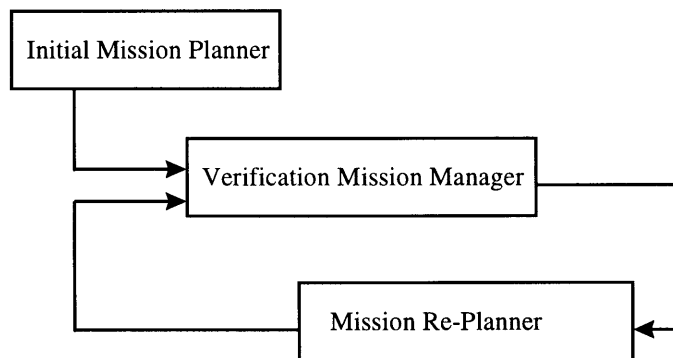 Initial Mission Planner
Verification Mission Manager
Mission Re-Planner